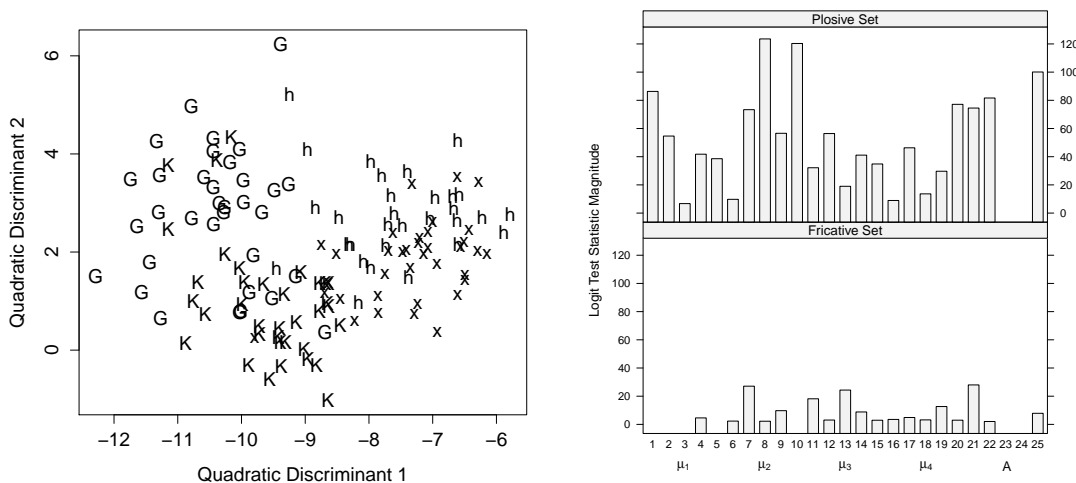 Quadratic Discriminant 2
6
4
2
0
−12 −11 −10 −9 −8 −7 −6
Quadratic Discriminant 1
Plosive Set
120
100
80
60
40
20
0
Logit Test Statistic Magnitude
Fricative Set
120
100
80
60
40
20
0
1 2 3 4 5 6 7 8 9 10 11 12 13 14 15 16 17 18 19 20 21 22 23 24 25
μ1 μ2 μ3 μ4 A